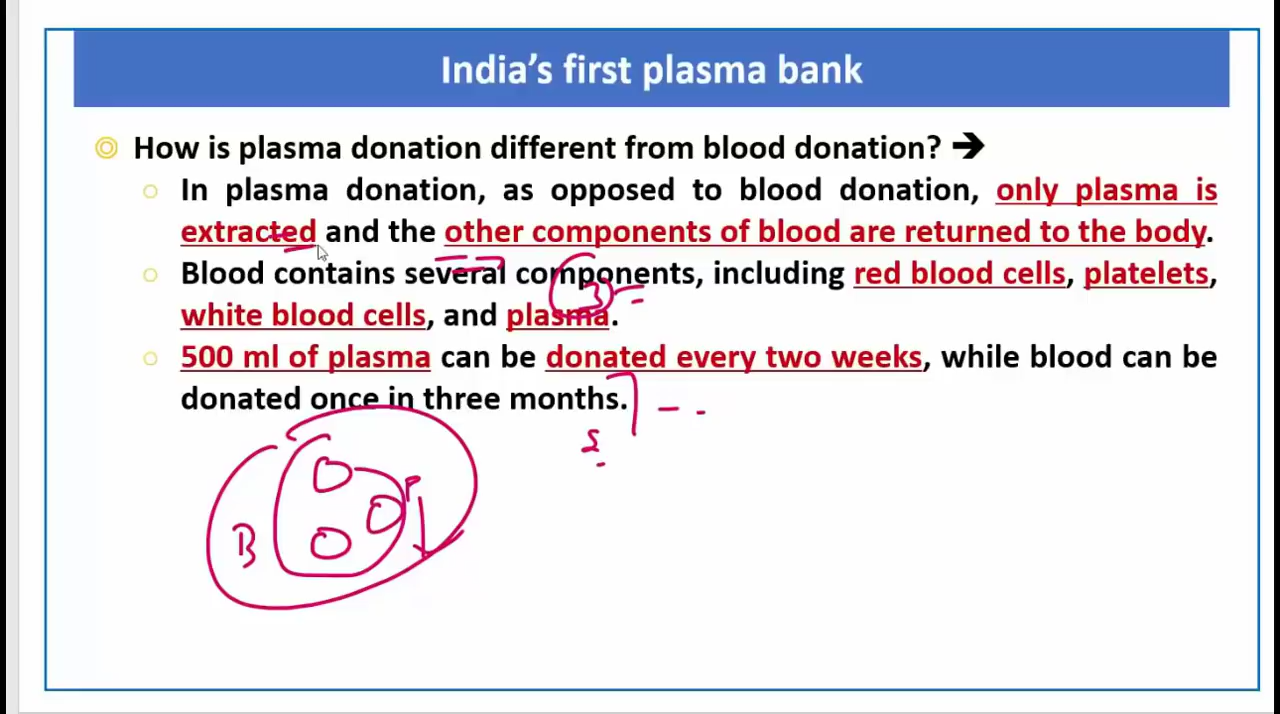 India's first plasma bank
How is plasma donation different from blood donation? ➔
In plasma donation, as opposed to blood donation, only plasma is
extracted and the other components of blood are returned to the body.
Blood contains several components, including red blood cells, platelets,
white blood cells, and plasma.
500 ml of plasma can be donated every two weeks, while blood can be
donated once in three months.
3
B
P